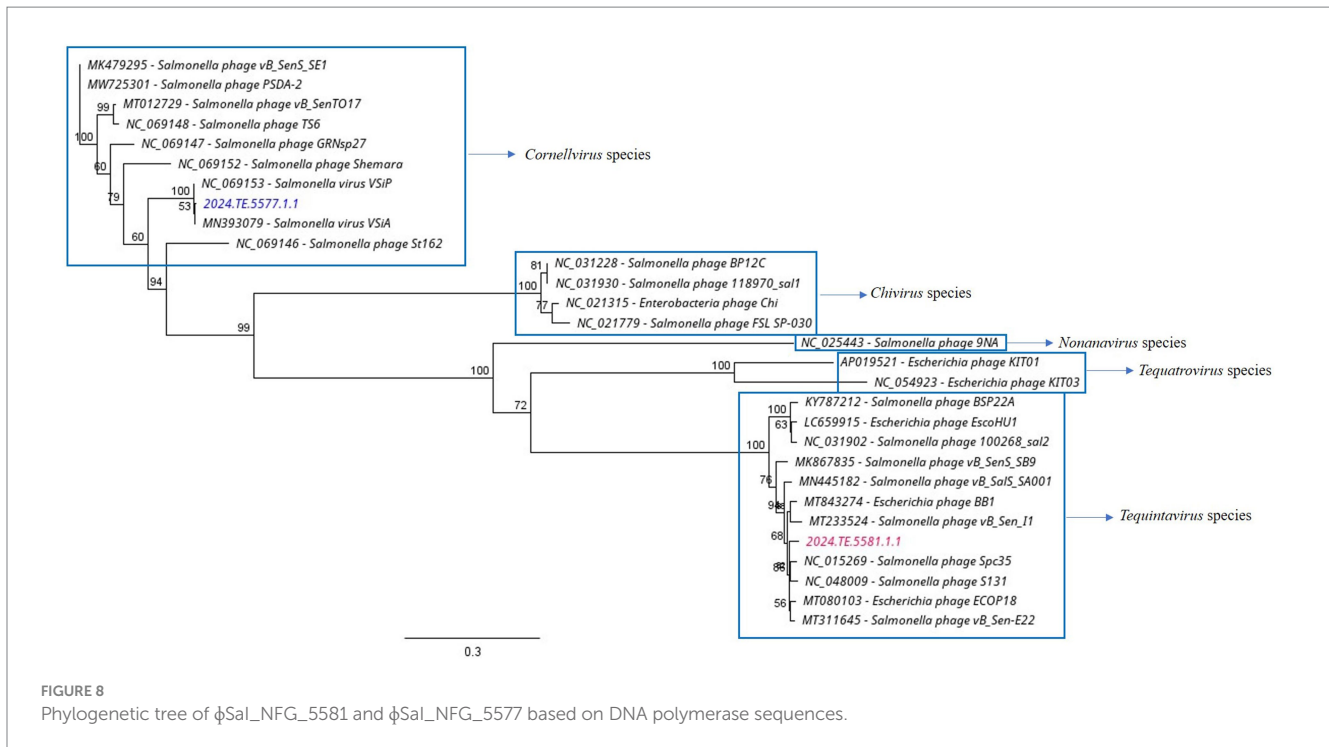 MK479295 - Salmonella phage vB_SenS_SE1
MW725301 - Salmonella phage PSDA-2
99 MT012729 - Salmonella phage vB_SenTO17
NC_069148 - Salmonella phage TS6
100 NC_069147 - Salmonella phage GRNsp27
Cornellvirus species
60 NC_069152 - Salmonella phage Shemara
NC_069153 - Salmonella virus VSiP
100
79 53 2024.TE.5577.1.1
MN393079 - Salmonella virus VSiA
60 NC_069146 - Salmonella phage St162
81 NC_031228 - Salmonella phage BP12C
94 NC_031930 - Salmonella phage 118970_sal1
100
Chivirus species
77 NC_021315 - Enterobacteria phage Chi
NC_021779 - Salmonella phage FSL SP-030
99
NC_025443 - Salmonella phage 9NA
Nonanavirus species
100 100 AP019521 - Escherichia phage KIT01
Tequatrovirus species
NC_054923 - Escherichia phage KIT03
KY787212 - Salmonella phage BSP22A
72 100
63 LC659915 - Escherichia phage EscoHU1
NC_031902 - Salmonella phage 100268_sal2
100
MK867835 - Salmonella phage vB_SenS_SB9
76 MN445182 - Salmonella phage vB_SalS_SA001
94 MT843274 - Escherichia phage BB1
Tequintavirus species
MT233524 - Salmonella phage vB_Sen_I1
68 2024.TE.5581.1.1
NC_015269 - Salmonella phage Spc35
NC_048009 - Salmonella phage S131
56 MT080103 - Escherichia phage ECOP18
MT311645 - Salmonella phage vB_Sen-E22
0.3
FIGURE 8
Phylogenetic tree of ϕSal_NFG_5581 and ϕSal_NFG_5577 based on DNA polymerase sequences.